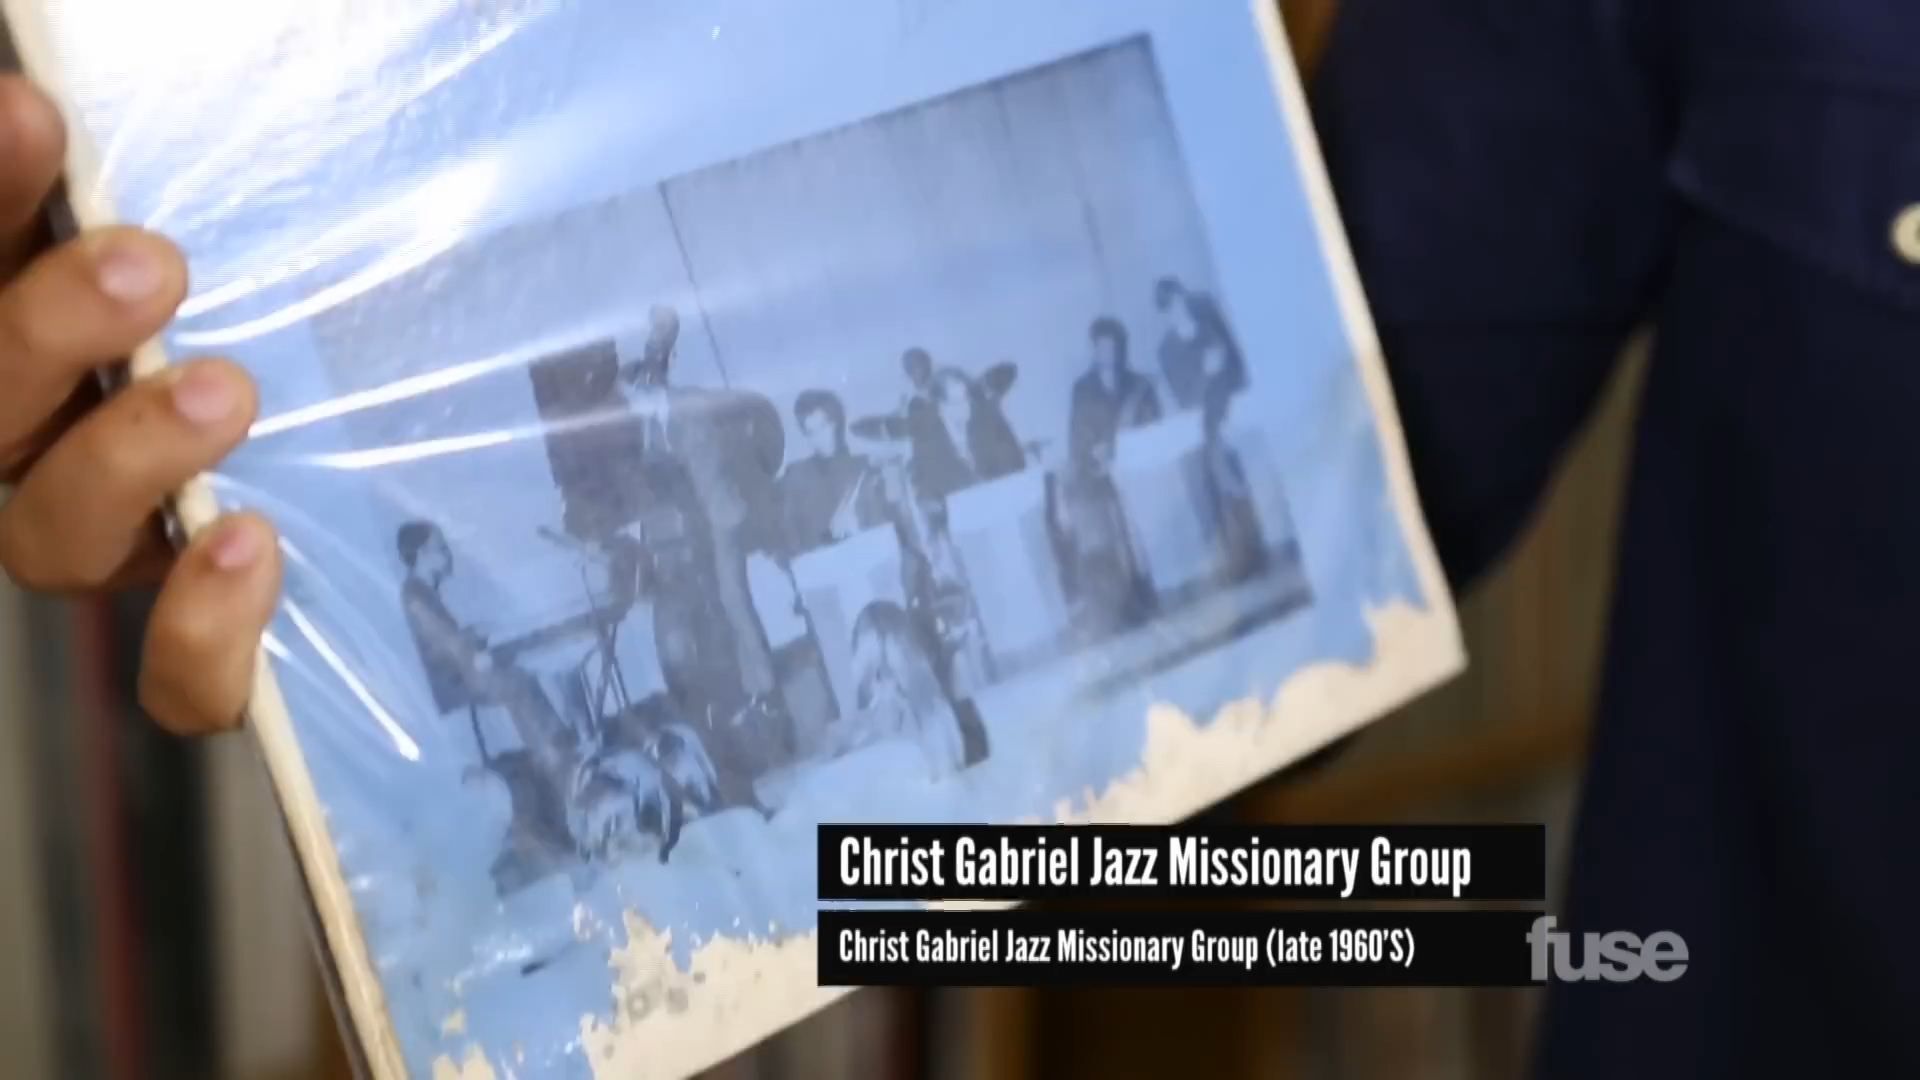 Christ Gabriel Jazz Missionary Group
Christ Gabriel Jazz Missionary Group (late 1960'S)
fuse